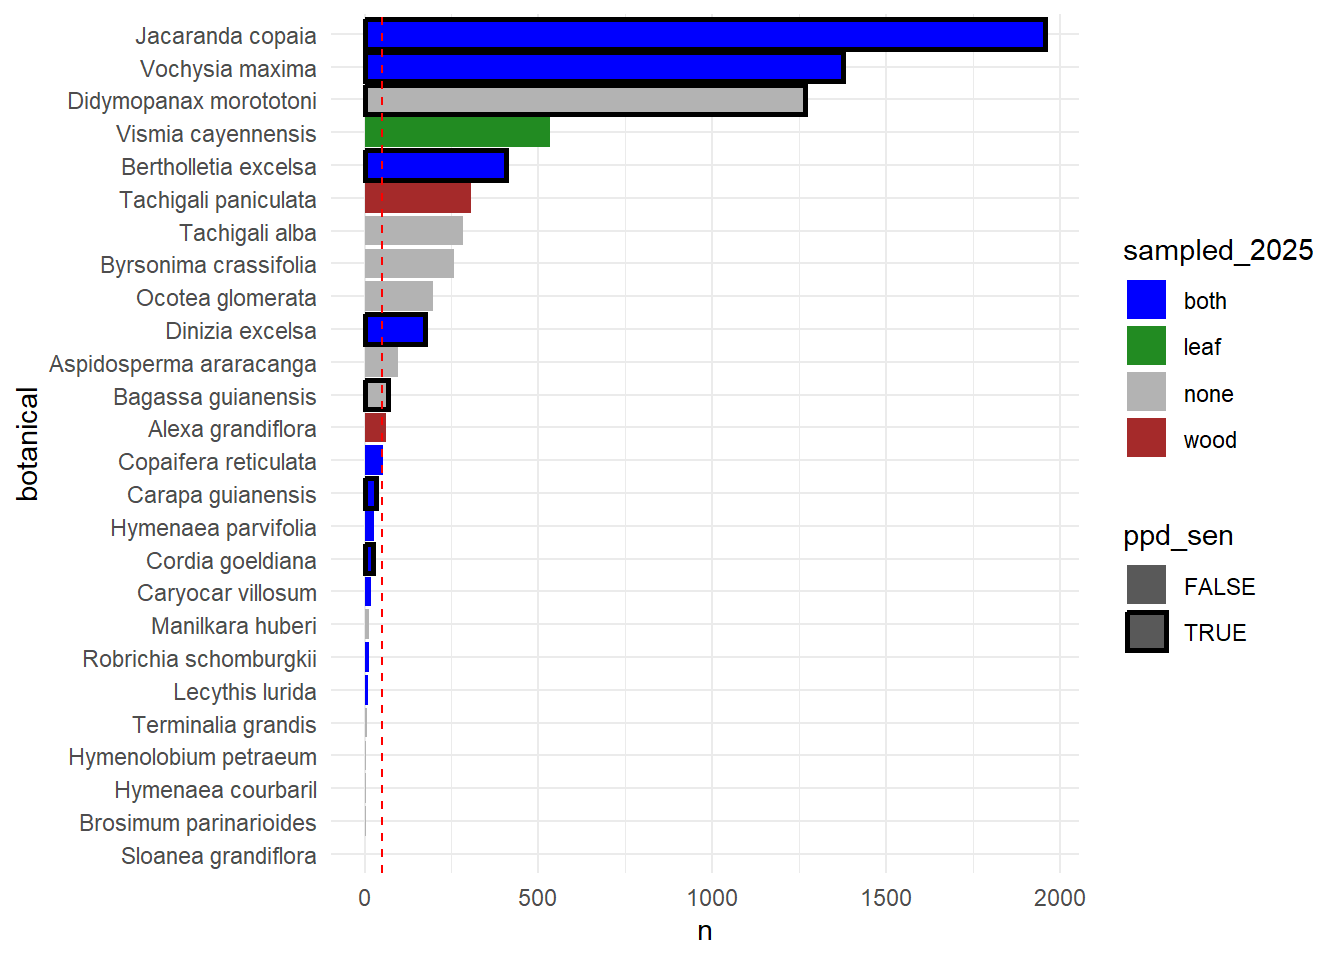 botanical
Jacaranda copaia
Vochysia maxima
Didymopanax morototoni
Vismia cayennensis
Bertholletia excelsa
Tachigali paniculata
Tachigali alba
Byrsonima crassifolia
Ocotea glomerata
Dinizia excelsa
Aspidosperma araracanga
Bagassa guianensis
Alexa grandiflora
Copaifera reticulata
Carapa guianensis
Hymenaea parvifolia
Cordia goeldiana
Caryocar villosum
Manilkara huberi
Robrichia schomburgkii
Lecythis lurida
Terminalia grandis
Hymenolobium petraeum
Hymenaea courbaril
Brosimum parinarioides
Sloanea grandiflora
0 500 1000 1500 2000
n
sampled_2025
both
leaf
none
wood
ppd_sen
FALSE
TRUE